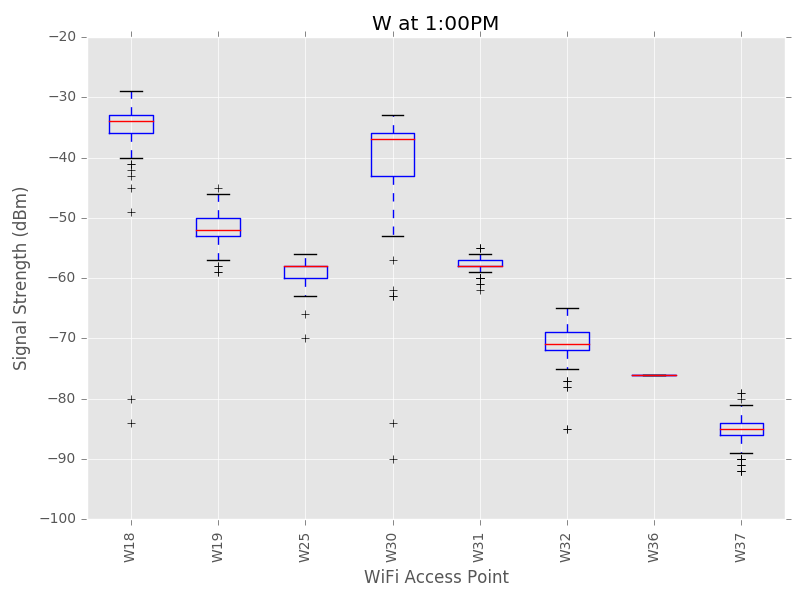 W at 1:00PM
Signal Strength (dBm)
−20
−30
−40
−50
−60
−70
−80
−90
−100
W18
W19
W25
W30
W31
W32
W36
W37
WiFi Access Point